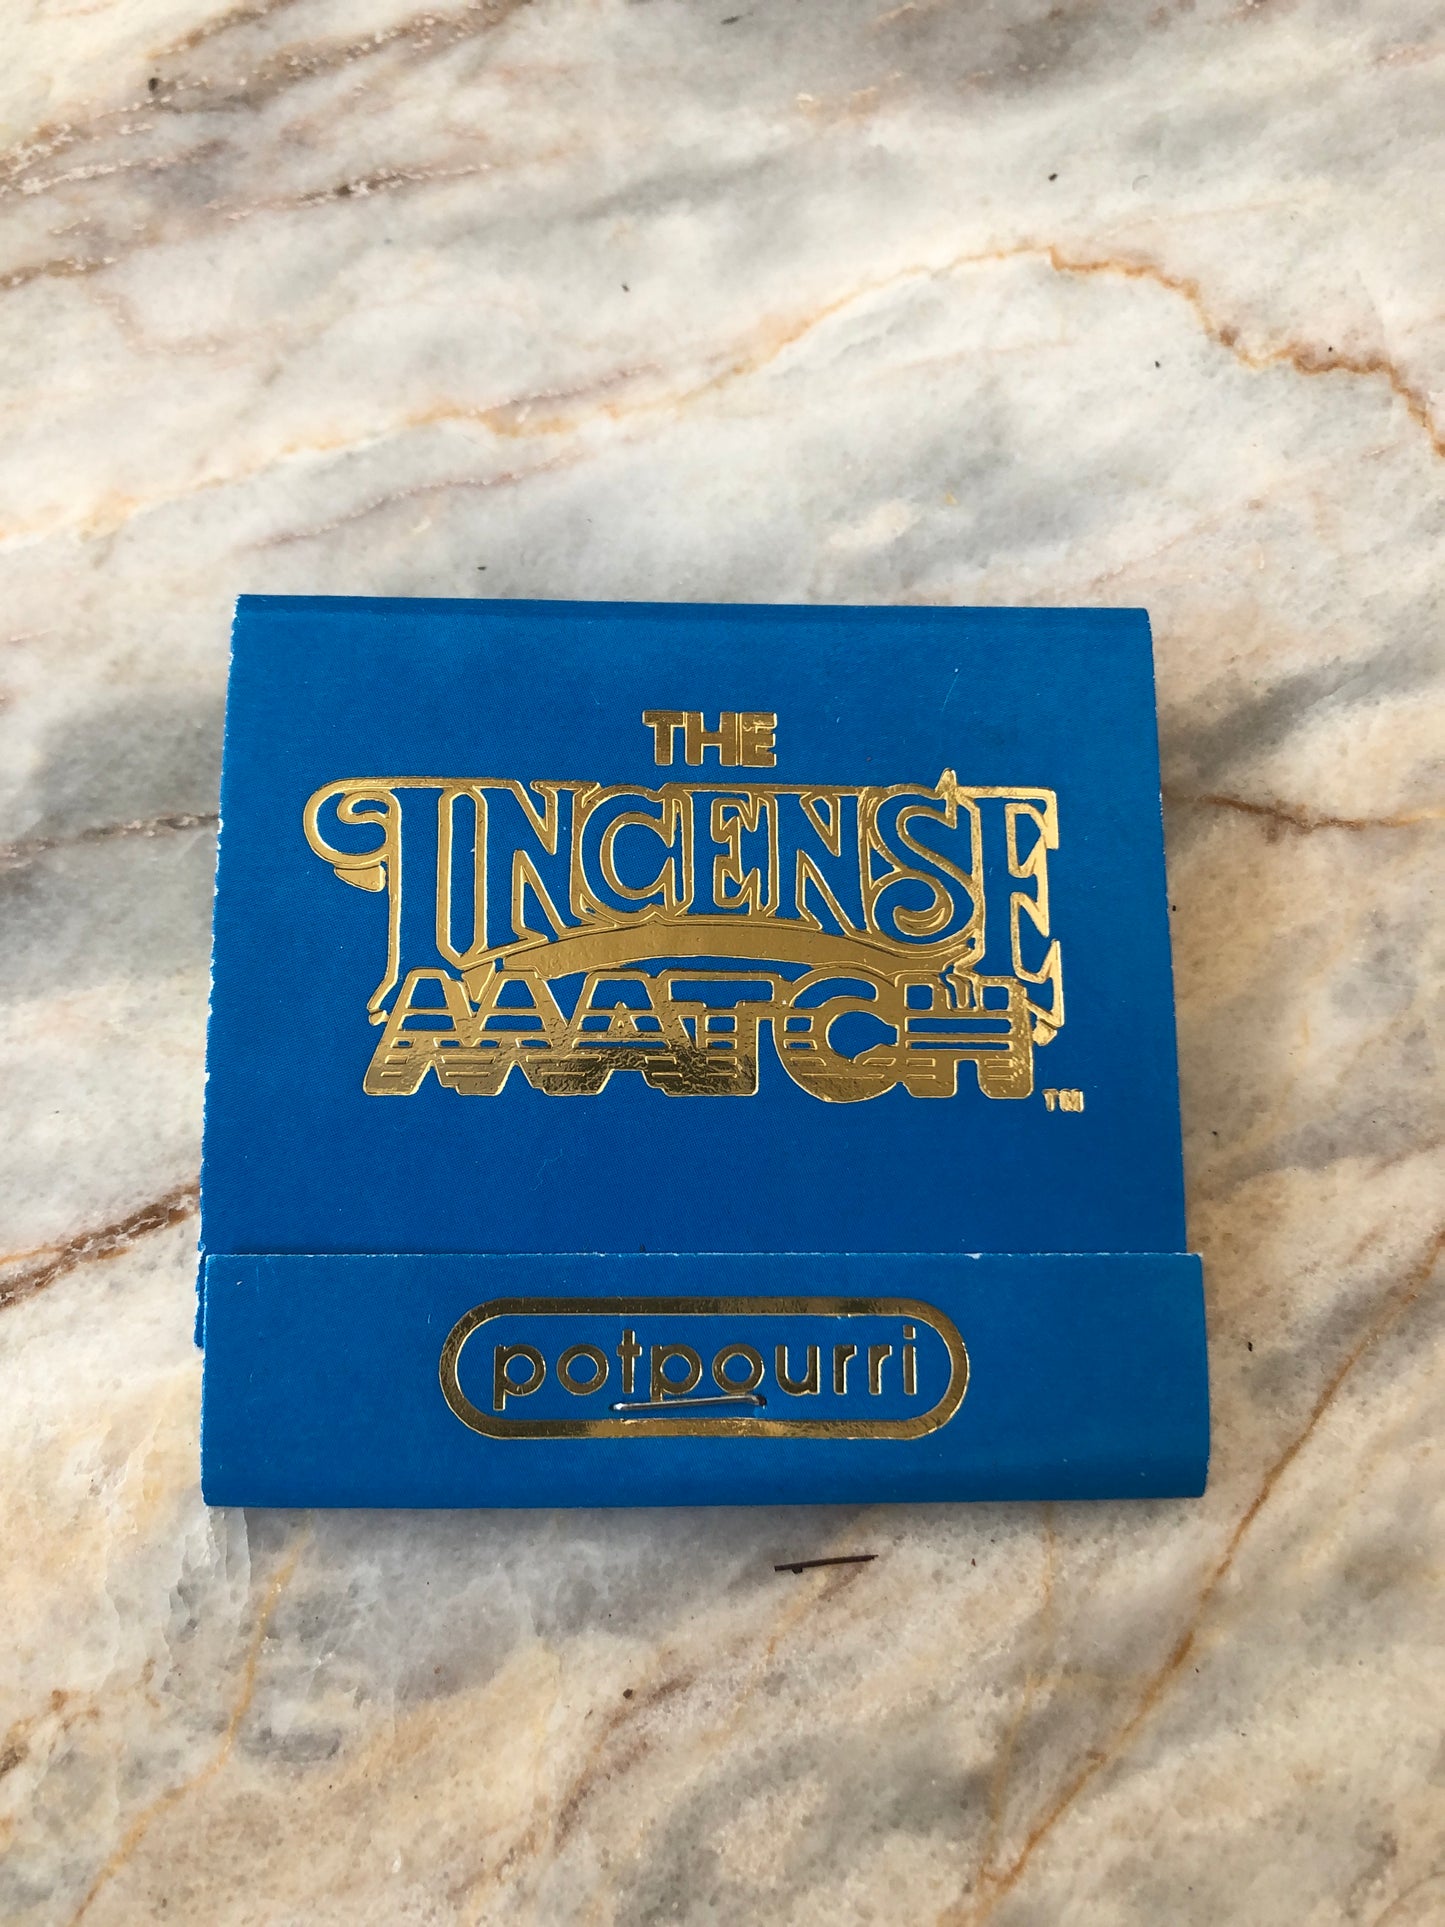 THE
INCENSE
MATCH ™
potpourri